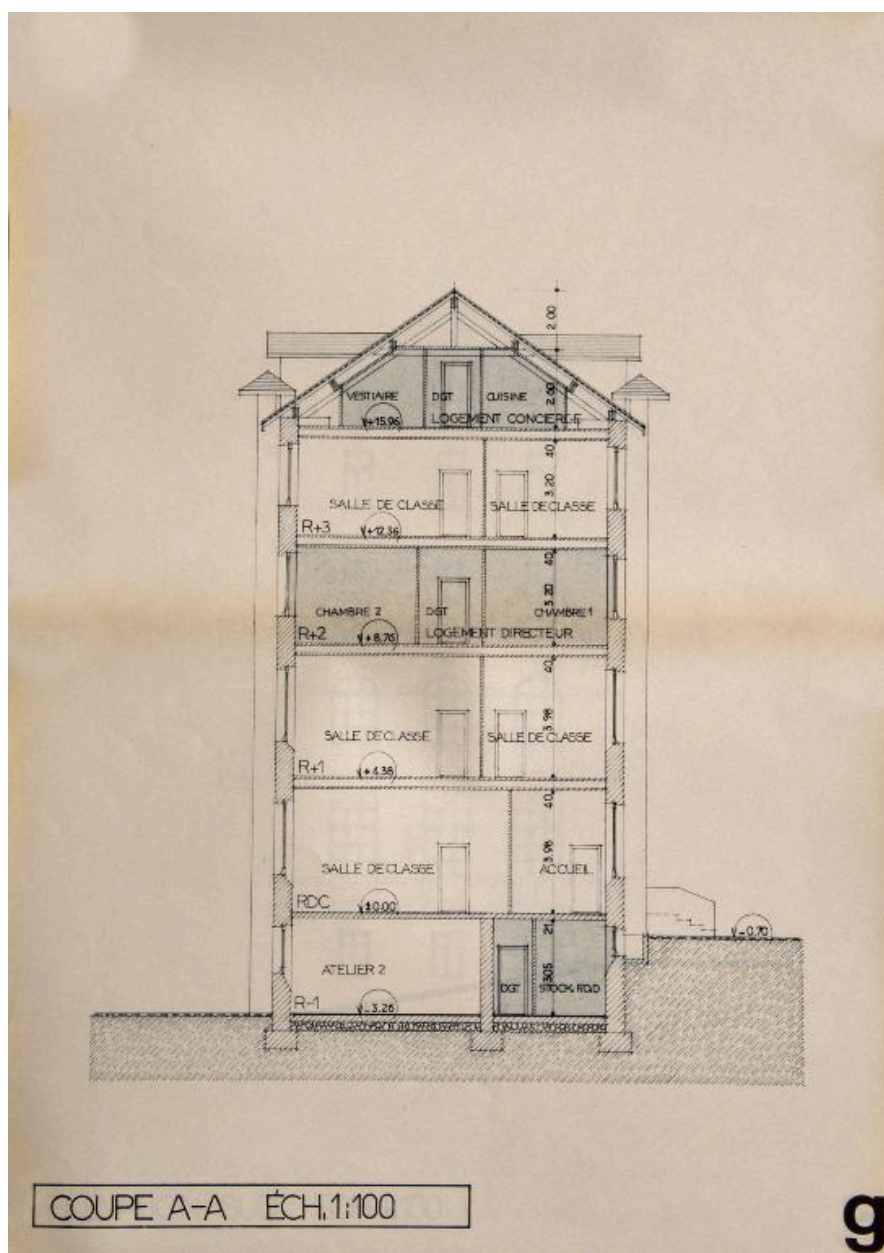 2.00
VESTIAIRE DGT CUISINE 2.60
LOGEMENT CONCIERGE
+15.96
40
3.20
SALLE DE CLASSE SALLE DE CLASSE
R+3 +12.36
40
3.20
CHAMBRE 2 DGT CHAMBRE 1
LOGEMENT DIRECTEUR
R+2 +8.76
40
3.98
SALLE DE CLASSE SALLE DE CLASSE
R+1 +4.38
40
3.98
SALLE DE CLASSE ACCUEIL
RDC ±0.00
21
-0.70
ATELIER 2
3.05
DGT STOCK. P.&D
R-1 -3.26
COUPE A-A ÉCH.1:100
g